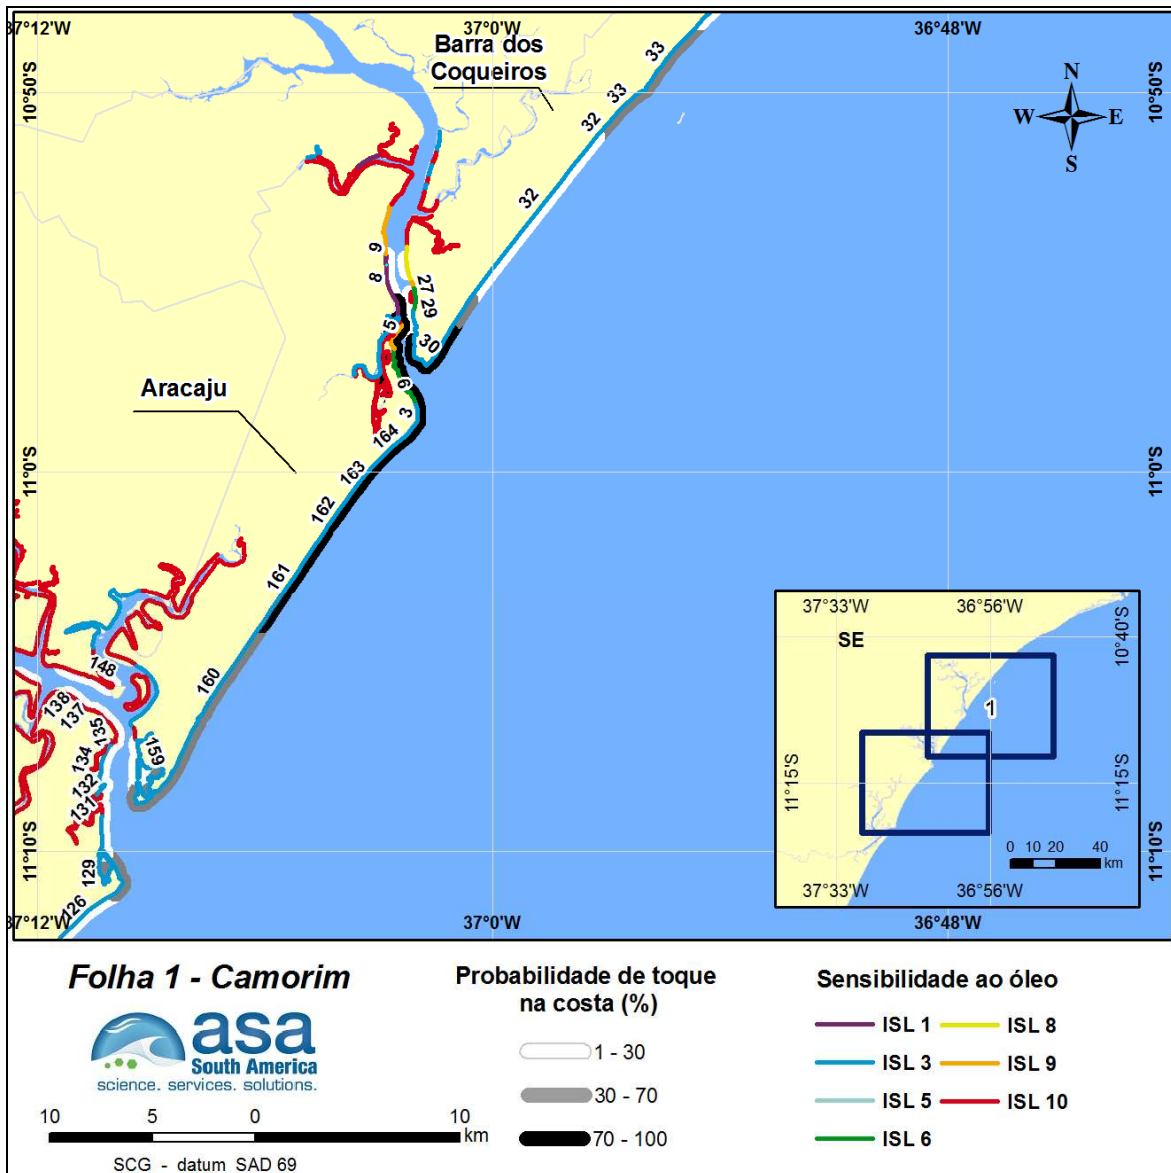 37°12'W
37°0'W
36°48'W
Barra dos
Coqueiros
33
33
32
32
10°50'S
10°50'S
N
W
E
S
9
8
27
29
5
30
6
3
Aracaju
164
163
162
161
160
11°0'S
11°0'S
148
138
137
135
134
132
131
159
129
126
11°10'S
11°10'S
37°33'W
36°56'W
SE
10°40'S
1
11°15'S
11°15'S
0 10 20 40
km
37°33'W
36°56'W
37°12'W
37°0'W
36°48'W
Folha 1 - Camorim
asa
South America
science. services. solutions.
10 5 0 10
km
SCG - datum SAD 69
Probabilidade de toque
na costa (%)
1 - 30
30 - 70
70 - 100
Sensibilidade ao óleo
ISL 1
ISL 8
ISL 3
ISL 9
ISL 5
ISL 10
ISL 6